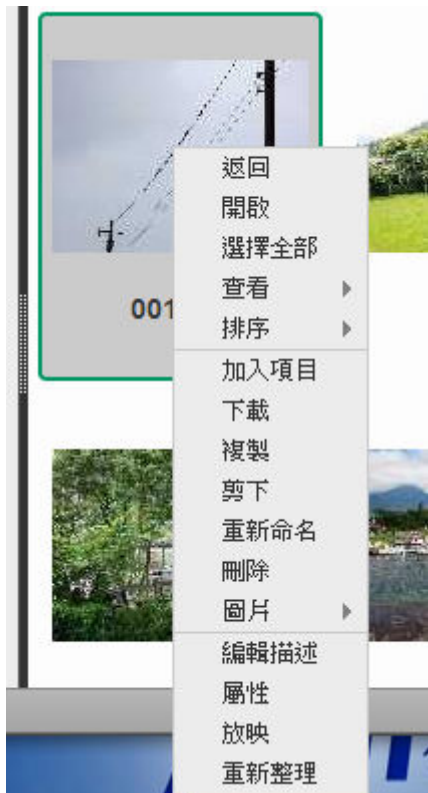 返回
開啟
選擇全部
查看
001
排序
加入項目
下載
複製
剪下
重新命名
刪除
圖片
編輯描述
屬性
放映
重新整理